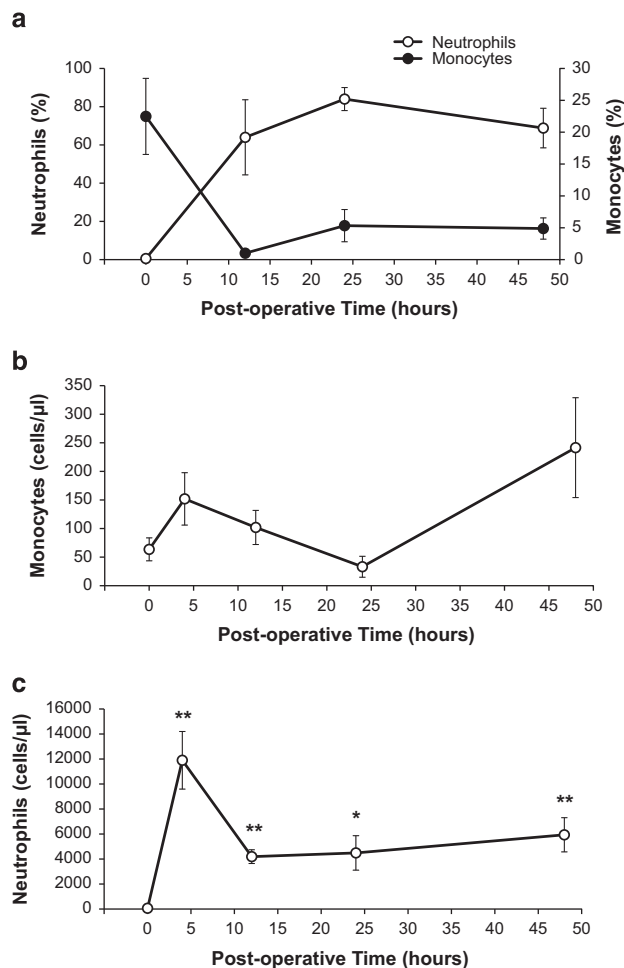 a
Neutrophils
Monocytes
100 80 60 40 20 0
Neutrophils (%)
30 25 20 15 10 5 0
Monocytes (%)
0 5 10 15 20 25 30 35 40 45 50
Post-operative Time (hours)
b
350 300 250 200 150 100 50 0
Monocytes (cells/µl)
0 5 10 15 20 25 30 35 40 45 50
Post-operative Time (hours)
c
16000 14000 12000 10000 8000 6000 4000 2000 0
Neutrophils (cells/µl)
** ** * **
0 5 10 15 20 25 30 35 40 45 50
Post-operative Time (hours)